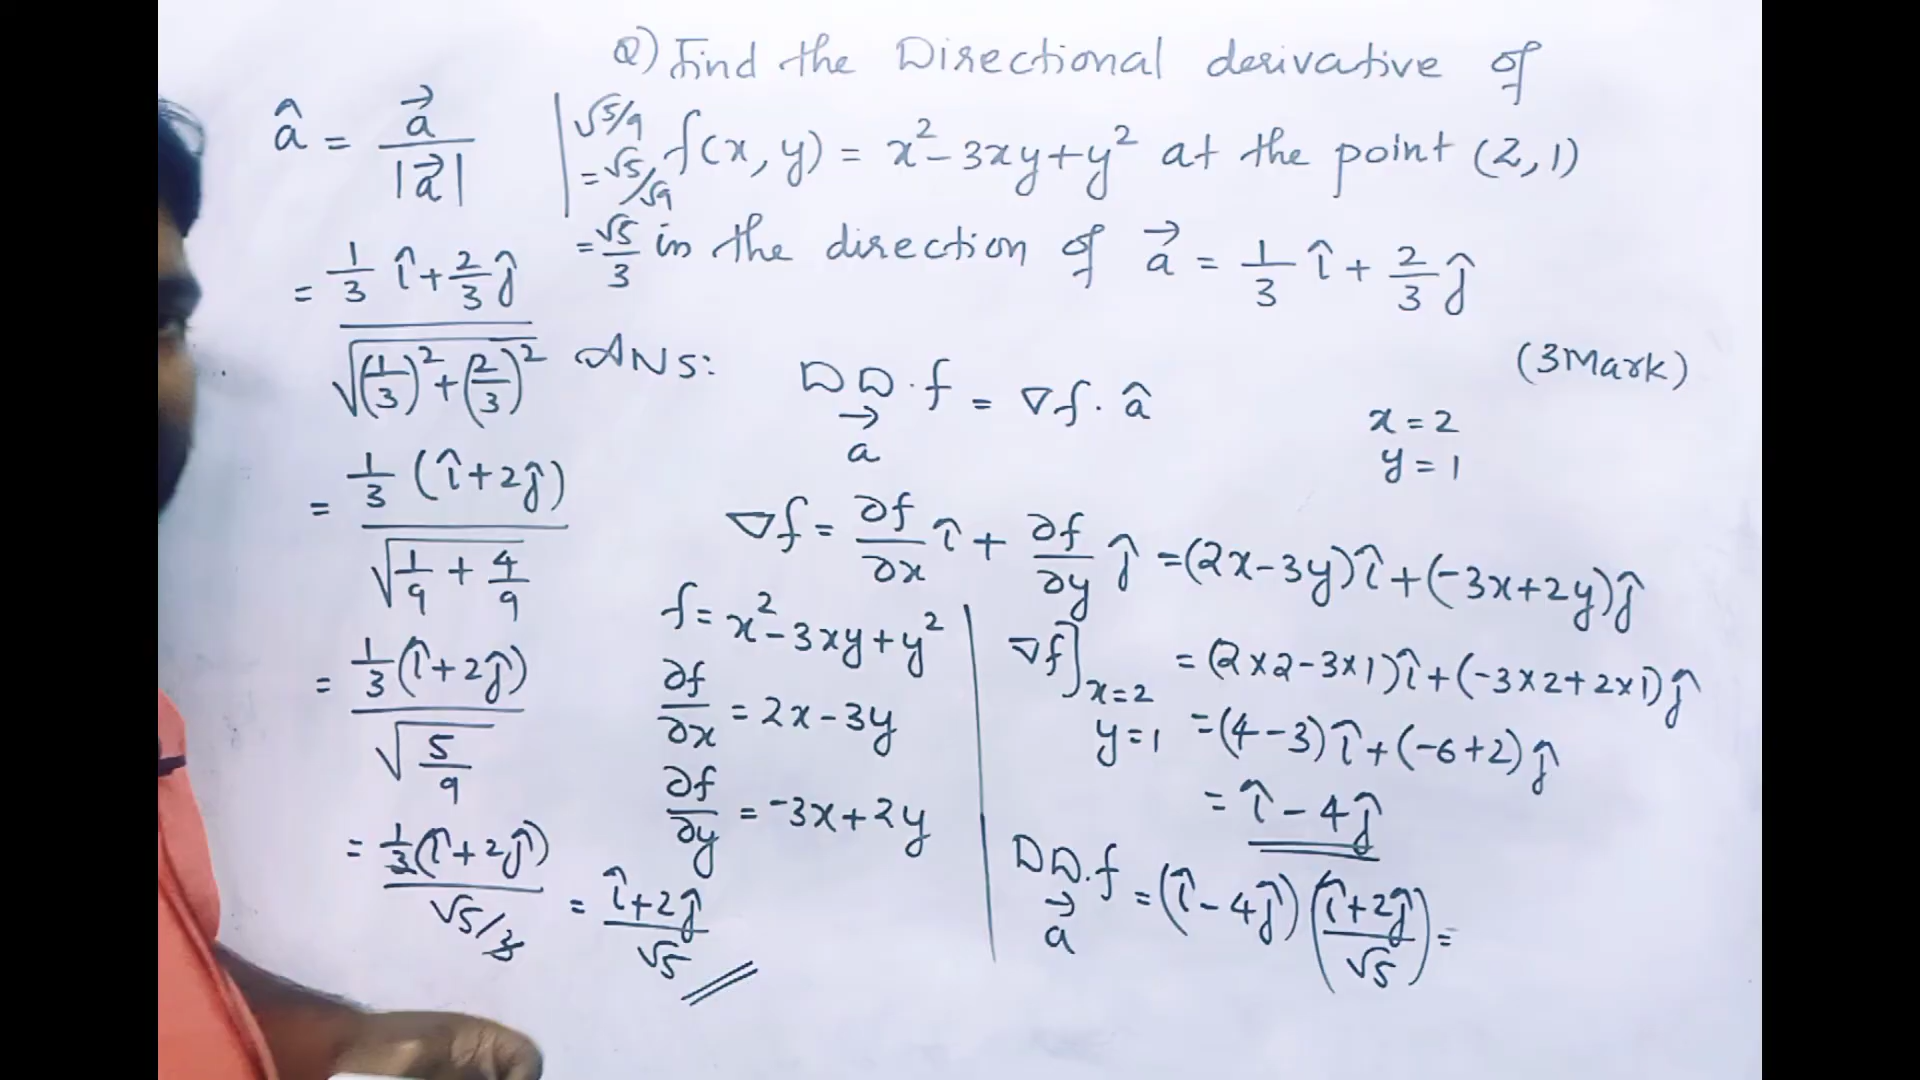 Q) Find the Directional derivative of
f(x, y) = x² - 3xy + y² at the point (2, 1)
in the direction of a⃗ = 1/3 î + 2/3 ĵ
(3 Mark)
â = a⃗ / |a⃗|
= (1/3 î + 2/3 ĵ) / √((1/3)² + (2/3)²)
= 1/3 (î + 2ĵ) / √(1/9 + 4/9)
= 1/3 (î + 2ĵ) / √(5/9)
= 1/3 (î + 2ĵ) / √5/3 = (î + 2ĵ) / √5
√5/9
= √5/√9
= √5/3
ANS:
DD.f = ∇f . â
a⃗
x = 2
y = 1
∇f = ∂f/∂x î + ∂f/∂y ĵ = (2x - 3y) î + (-3x + 2y) ĵ
f = x² - 3xy + y²
∂f/∂x = 2x - 3y
∂f/∂y = -3x + 2y
∇f] x=2 y=1 = (2×2 - 3×1) î + (-3×2 + 2×1) ĵ
= (4 - 3) î + (-6 + 2) ĵ
= î - 4ĵ
DD.f = (î - 4ĵ) ((î + 2ĵ) / √5) =
a⃗